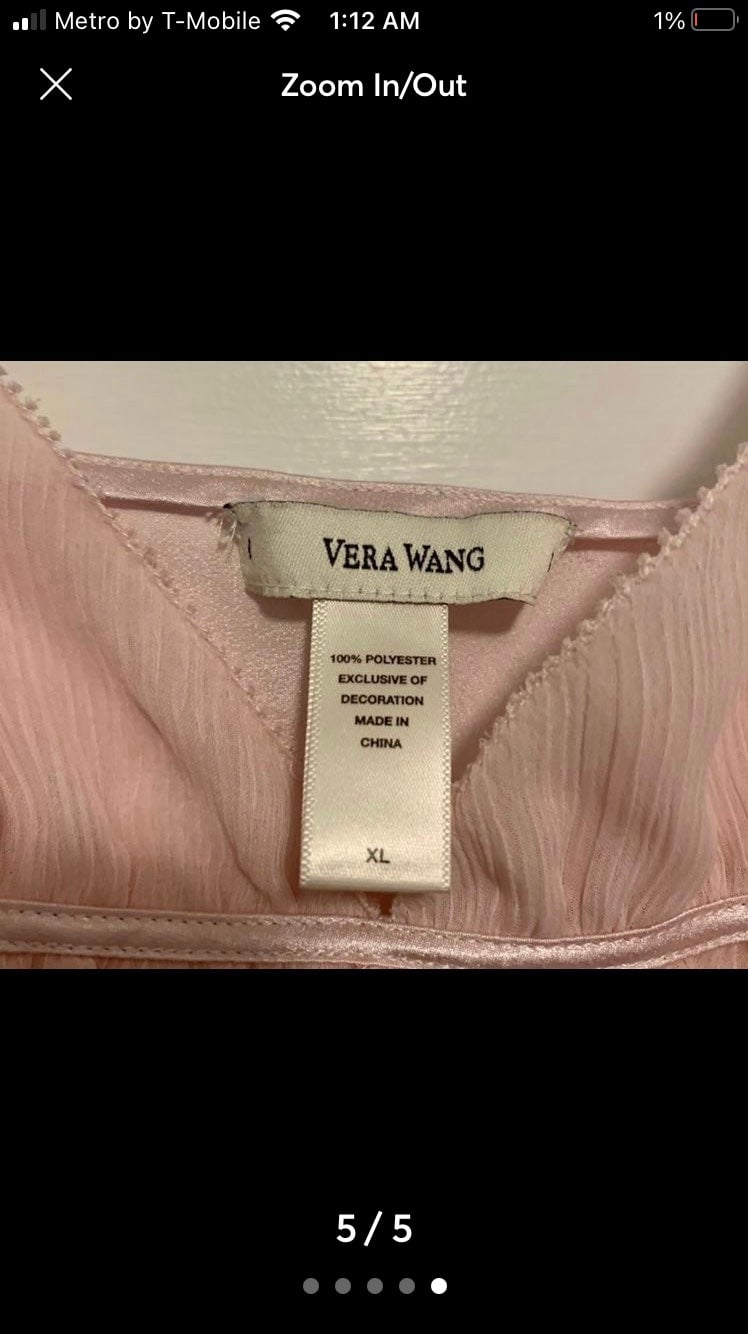 Metro by T-Mobile 1:12 AM 1%
Zoom In/Out
VERA WANG
100% POLYESTER
EXCLUSIVE OF
DECORATION
MADE IN
CHINA
XL
5/5